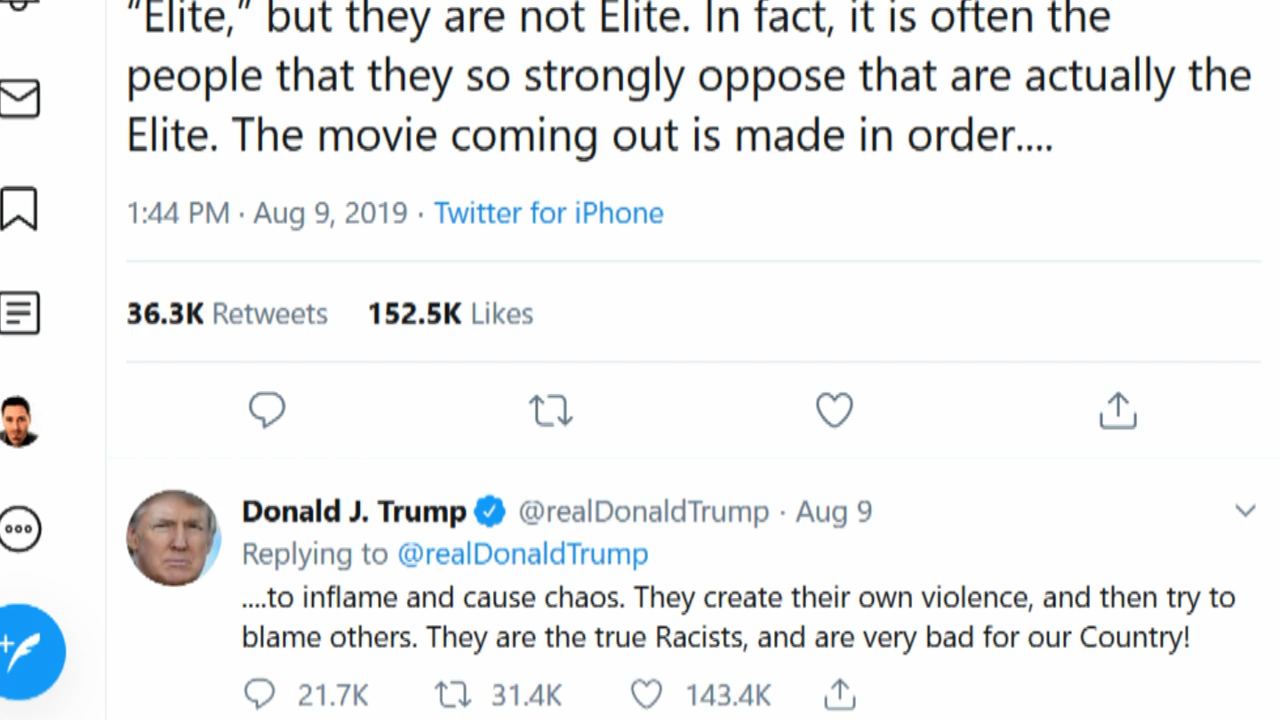 “Elite,” but they are not Elite. In fact, it is often the
people that they so strongly oppose that are actually the
Elite. The movie coming out is made in order....
1:44 PM · Aug 9, 2019 · Twitter for iPhone
36.3K Retweets 152.5K Likes
Donald J. Trump @realDonaldTrump · Aug 9
Replying to @realDonaldTrump
....to inflame and cause chaos. They create their own violence, and then try to
blame others. They are the true Racists, and are very bad for our Country!
21.7K 31.4K 143.4K